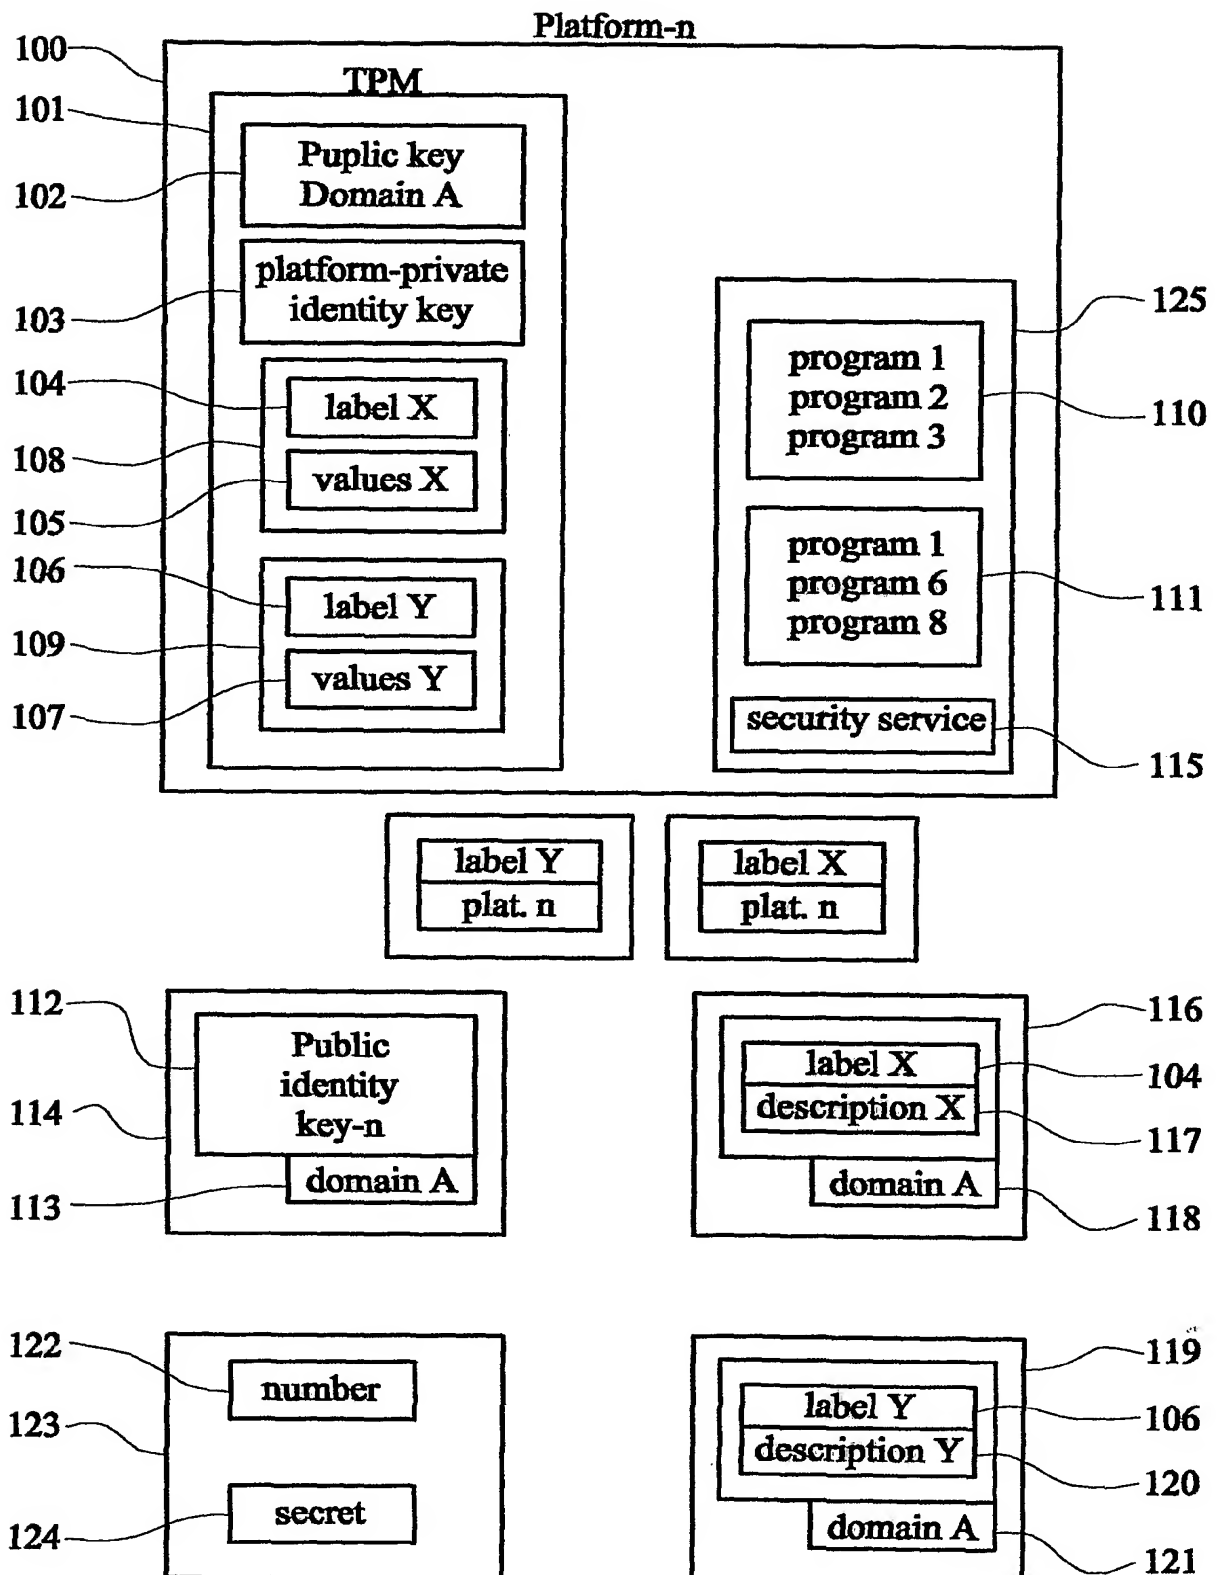 Platform-n
100
TPM
101
Puplic key
Domain A
102
platform-private
identity key
103
104
label X
108
values X
105
106
label Y
109
values Y
107
125
program 1
program 2
program 3
110
program 1
program 6
program 8
111
security service
115
label Y
plat. n
label X
plat. n
112
Public
identity
key-n
114
domain A
113
116
label X
104
description X
117
domain A
118
122
number
123
secret
124
119
label Y
106
description Y
120
domain A
121